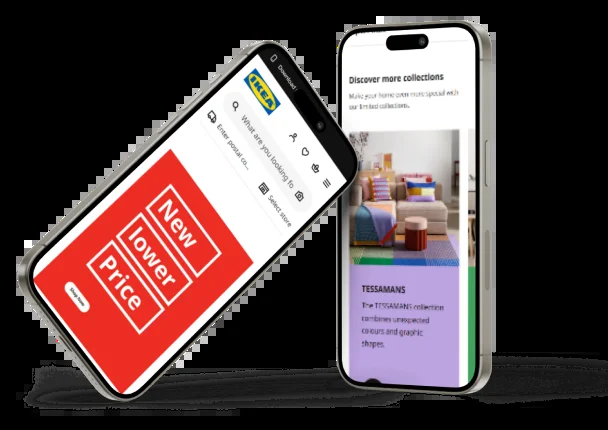 Download !
IKEA
What are you looking fo
Enter postal co...
Select store
New
lower
Price
Shop now
Discover more collections
Make your home even more special with
our limited collections.
TESSAMANS
The TESSAMANS collection
combines unexpected
colours and graphic
shapes.